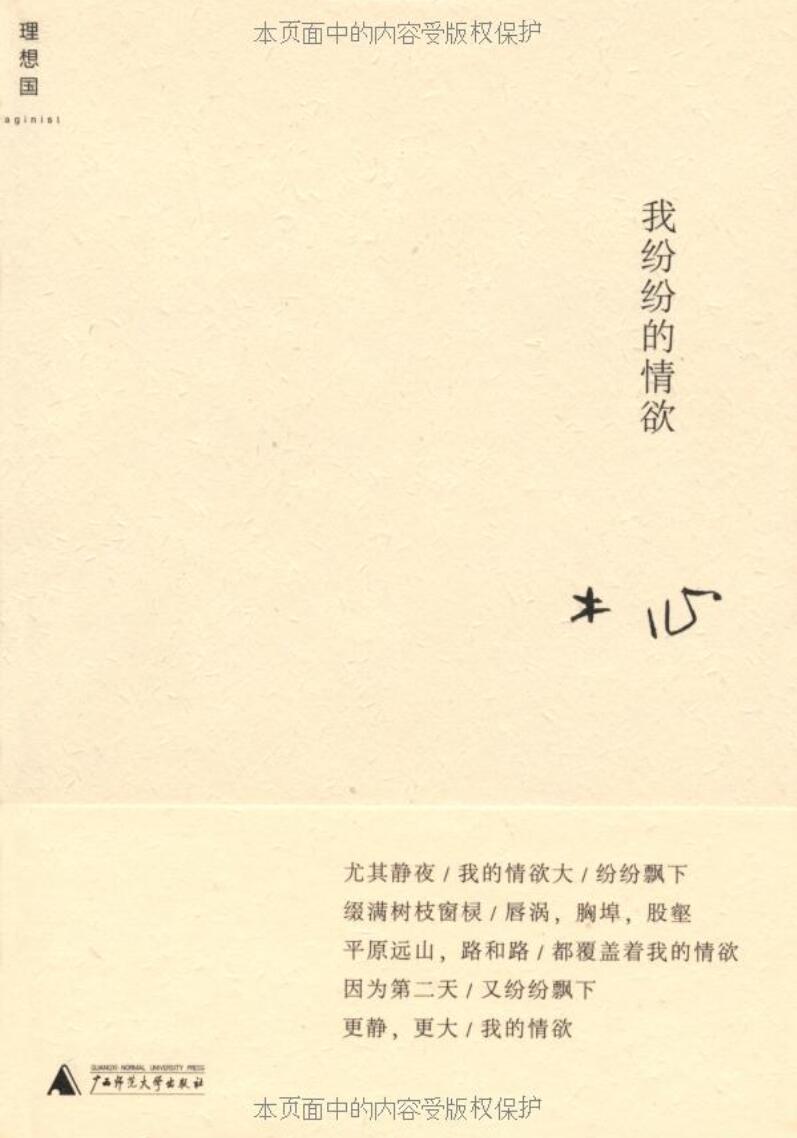 本页面中的内容受版权保护
理想国
aginist
我纷纷的情欲
木心
尤其静夜 / 我的情欲大 / 纷纷飘下
缀满树枝窗棂 / 唇涡，胸埠，股壑
平原远山，路和路 / 都覆盖着我的情欲
因为第二天 / 又纷纷飘下
更静，更大 / 我的情欲
GUANGXI NORMAL UNIVERSITY PRESS
广西师范大学出版社
本页面中的内容受版权保护